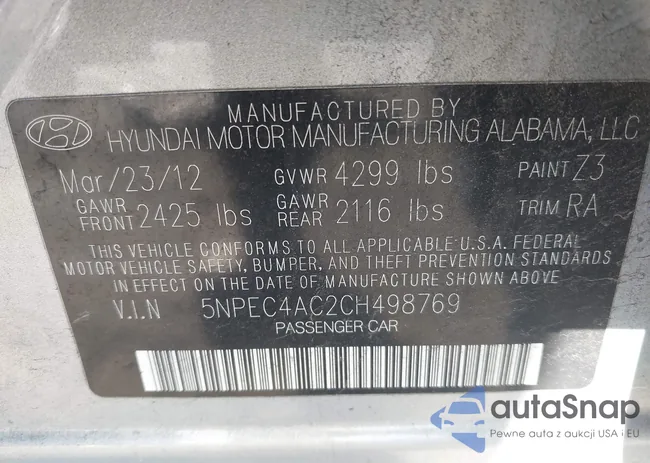 MANUFACTURED BY
HYUNDAI MOTOR MANUFACTURING ALABAMA, LLC
Mar/23/12 GVWR 4299 lbs PAINT Z3
GAWR FRONT 2425 lbs GAWR REAR 2116 lbs TRIM RA
THIS VEHICLE CONFORMS TO ALL APPLICABLE U.S.A. FEDERAL
MOTOR VEHICLE SAFETY, BUMPER, AND THEFT PREVENTION STANDARDS
IN EFFECT ON THE DATE OF MANUFACTURE SHOWN ABOVE
V.I.N 5NPEC4AC2CH498769
PASSENGER CAR
autoSnap
Pewne auta z aukcji USA i EU